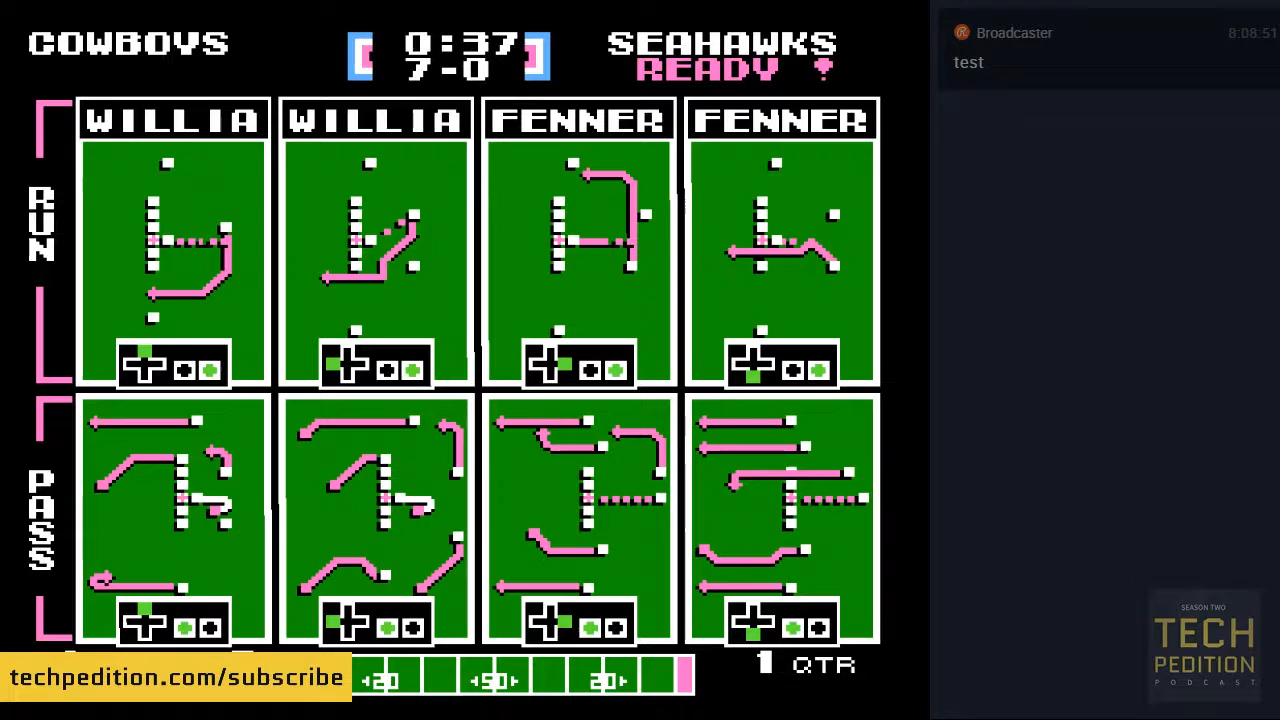 COWBOYS
0:37
SEAHAWKS
7-0
READY !
WILLIA
WILLIA
FENNER
FENNER
RUN
PASS
techpedition.com/subscribe
20
50
20
1 QTR
Broadcaster
8:08:51
test
SEASON TWO
TECH
PEDITION
PODCAST